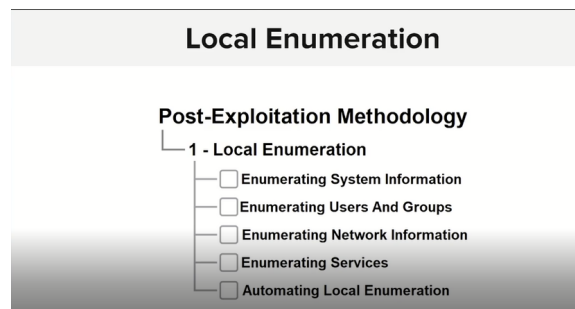 Local Enumeration
Post-Exploitation Methodology
1 - Local Enumeration
Enumerating System Information
Enumerating Users And Groups
Enumerating Network Information
Enumerating Services
Automating Local Enumeration